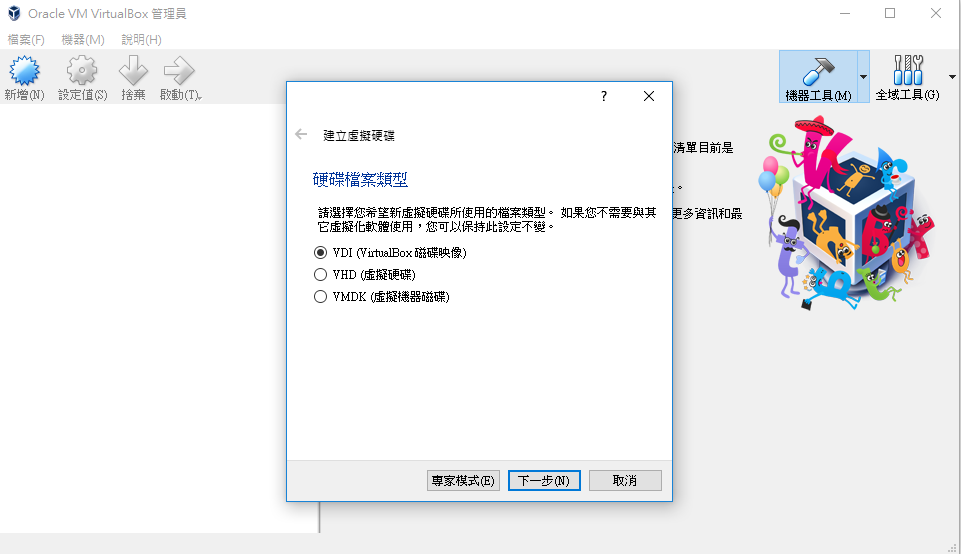 Oracle VM VirtualBox 管理員
檔案(F) 機器(M) 說明(H)
新增(N) 設定值(S) 捨棄 啟動(T) 機器工具(M) 全域工具(G)
?
建立虛擬硬碟
清單目前是
硬碟檔案類型
。
請選擇您希望新虛擬硬碟所使用的檔案類型。 如果您不需要與其
更多資訊和最
它虛擬化軟體使用，您可以保持此設定不變。
VDI (VirtualBox 磁碟映像)
VHD (虛擬硬碟)
VMDK (虛擬機器磁碟)
專家模式(E) 下一步(N) 取消